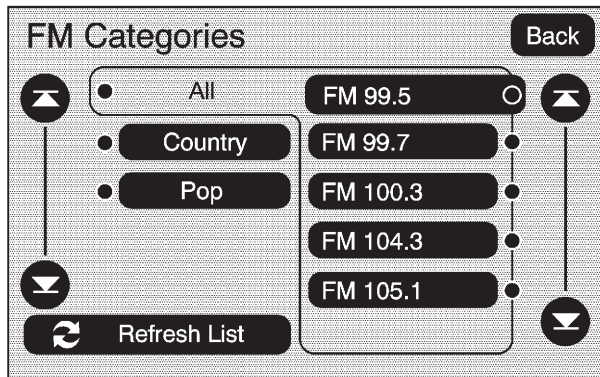 FM Categories
Back
All
Country
Pop
Refresh List
FM 99.5
FM 99.7
FM 100.3
FM 104.3
FM 105.1